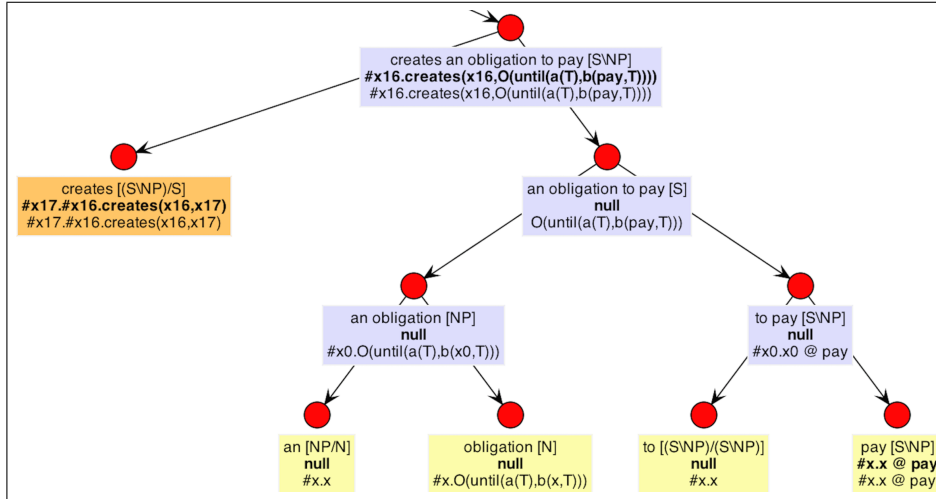 creates an obligation to pay [S\NP]
#x16.creates(x16,O(until(a(T),b(pay,T))))
#x16.creates(x16,O(until(a(T),b(pay,T))))
creates [(S\NP)/S]
#x17.#x16.creates(x16,x17)
#x17.#x16.creates(x16,x17)
an obligation to pay [S]
null
O(until(a(T),b(pay,T)))
an obligation [NP]
null
#x0.O(until(a(T),b(x0,T)))
to pay [S\NP]
null
#x0.x0 @ pay
an [NP/N]
null
#x.x
obligation [N]
null
#x.O(until(a(T),b(x,T)))
to [(S\NP)/(S\NP)]
null
#x.x
pay [S\NP]
#x.x @ pay
#x.x @ pay